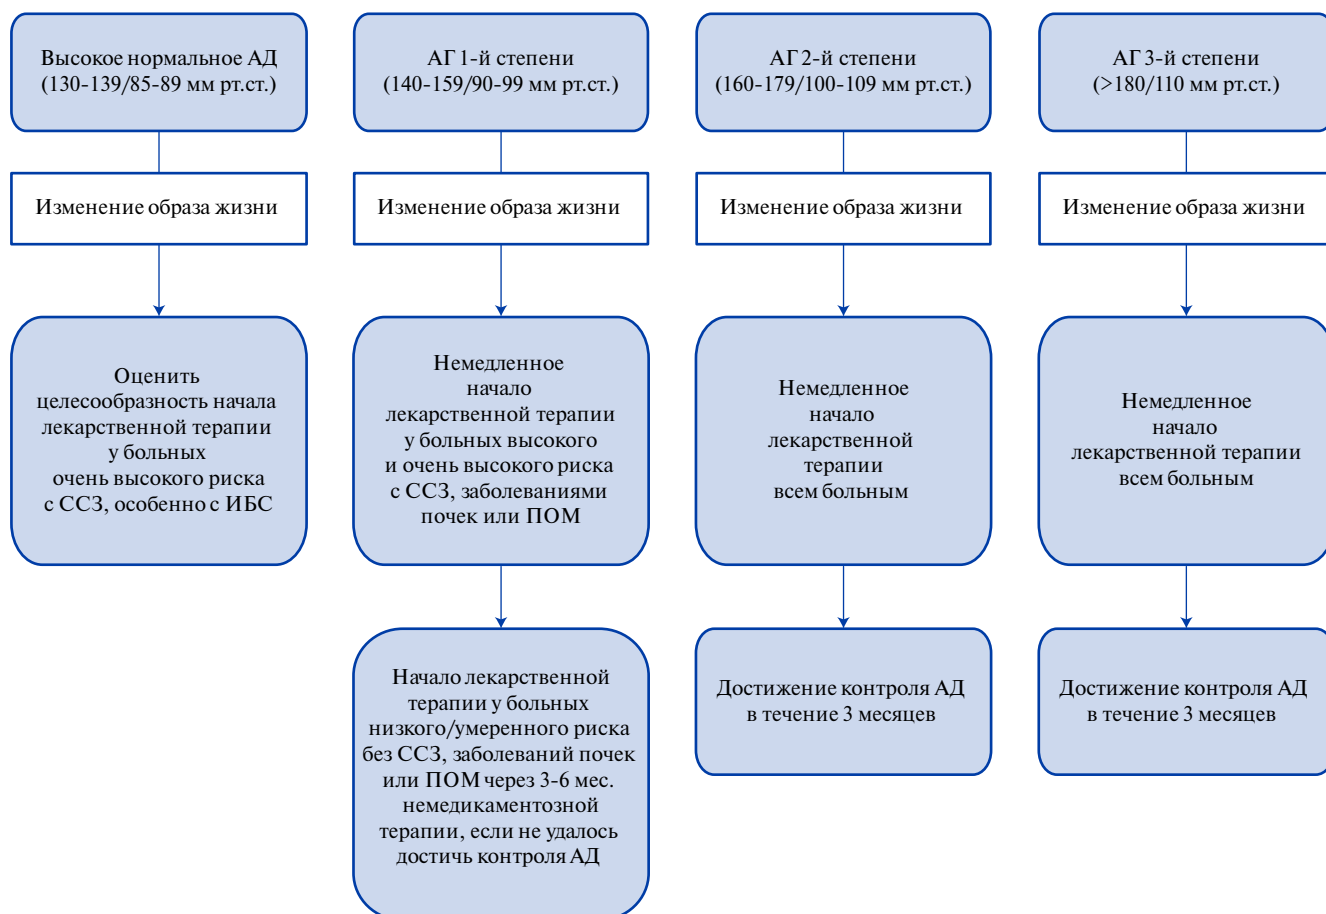 Высокое нормальное АД
(130-139/85-89 мм рт.ст.)
Изменение образа жизни
Оценить
целесообразность начала
лекарственной терапии
у больных
очень высокого риска
с ССЗ, особенно с ИБС
АГ 1-й степени
(140-159/90-99 мм рт.ст.)
Изменение образа жизни
Немедленное
начало
лекарственной терапии
у больных высокого
и очень высокого риска
с ССЗ, заболеваниями
почек или ПОМ
Начало лекарственной
терапии у больных
низкого/умеренного риска
без ССЗ, заболеваний почек
или ПОМ через 3-6 мес.
немедикаментозной
терапии, если не удалось
достичь контроля АД
АГ 2-й степени
(160-179/100-109 мм рт.ст.)
Изменение образа жизни
Немедленное
начало
лекарственной
терапии
всем больным
Достижение контроля АД
в течение 3 месяцев
АГ 3-й степени
(>180/110 мм рт.ст.)
Изменение образа жизни
Немедленное
начало
лекарственной терапии
всем больным
Достижение контроля АД
в течение 3 месяцев